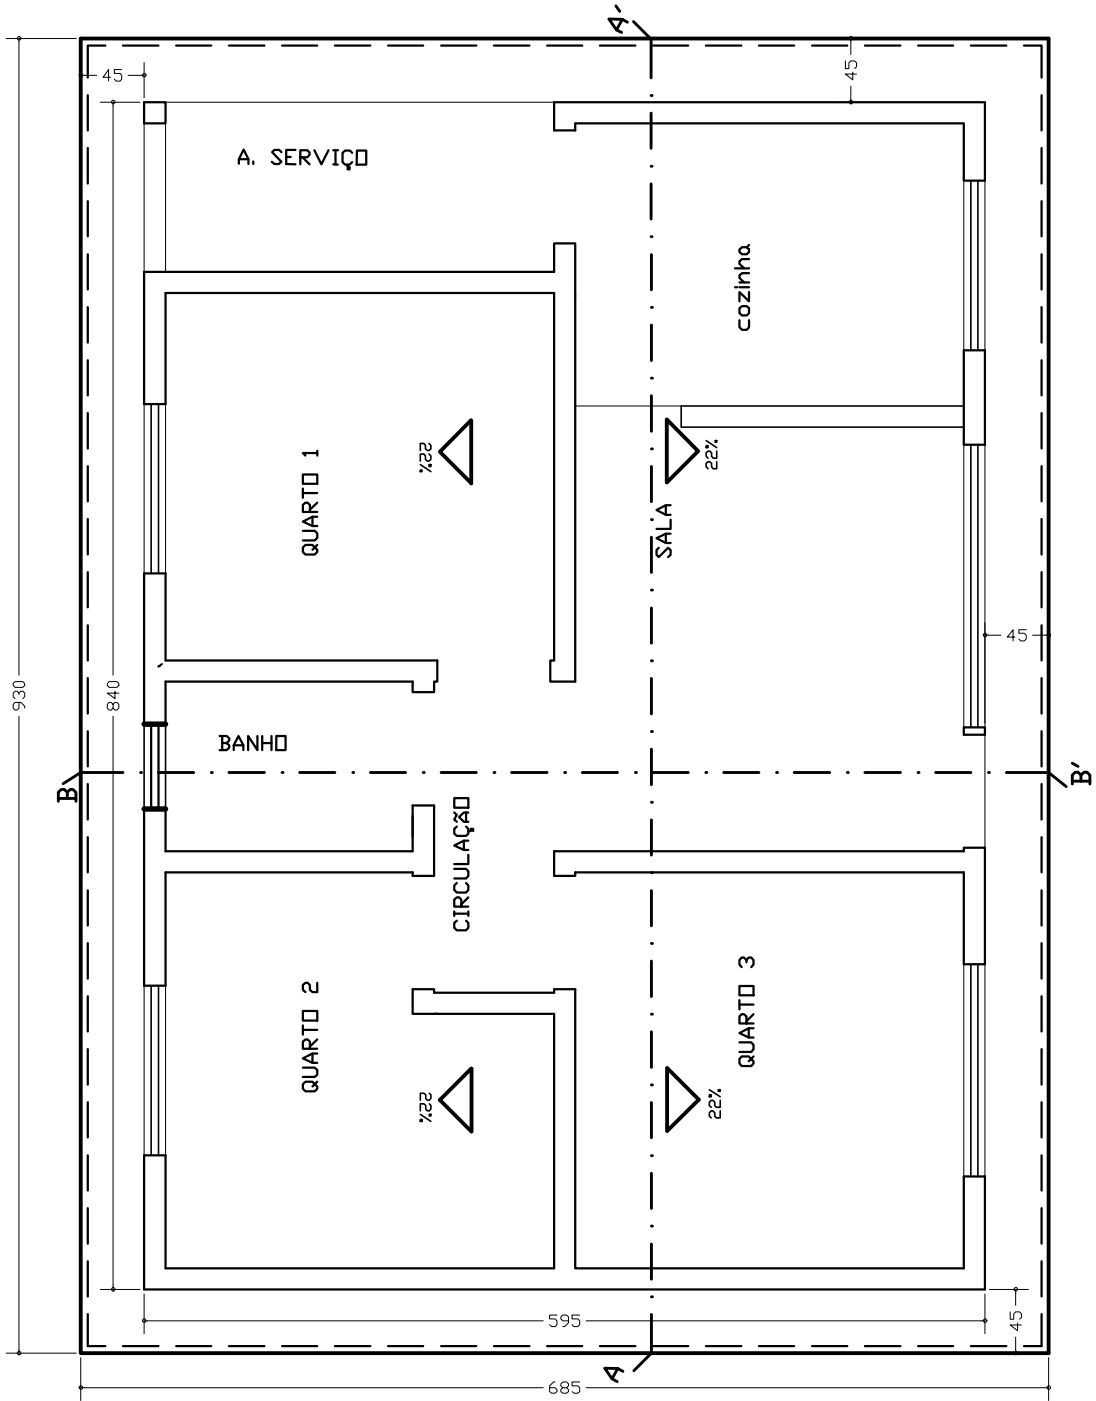 A'
45
45
A. SERVIÇO
cozinha
22%
22%
QUARTO 1
SALA
45
930
840
BANHO
B
B'
CIRCULAÇÃO
QUARTO 2
QUARTO 3
22%
22%
595
45
A
685